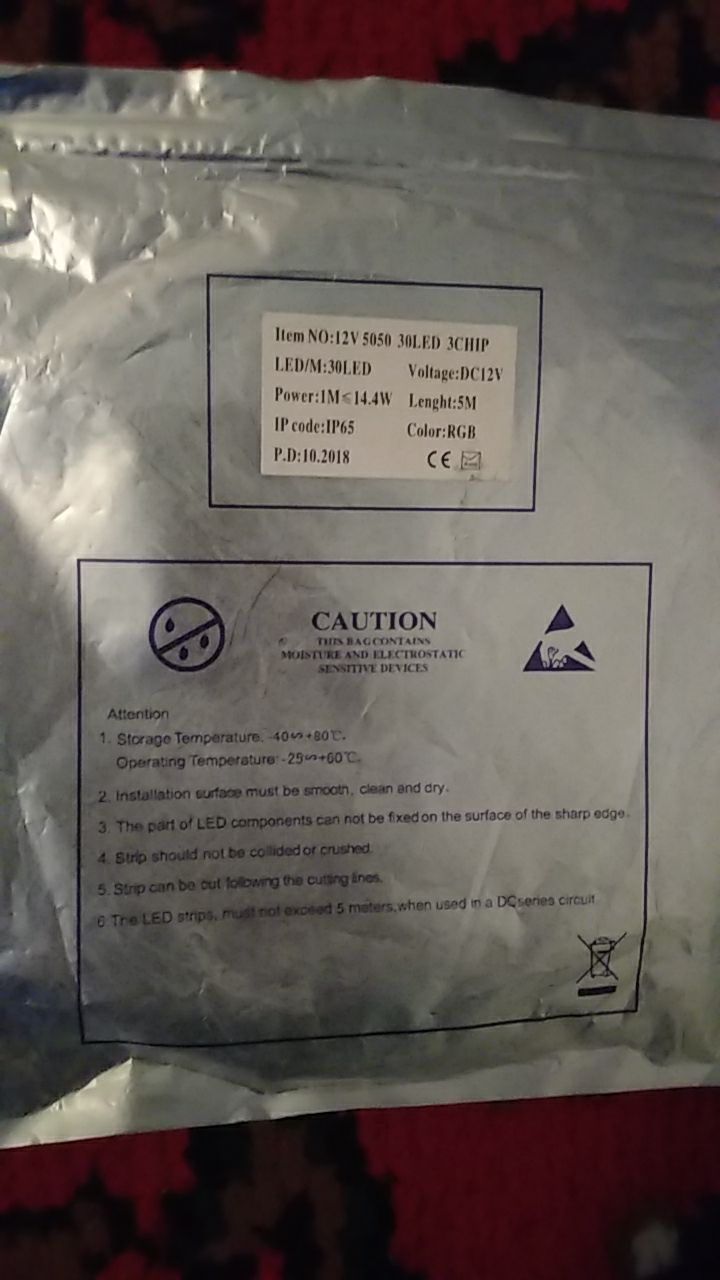 Item NO:12V 5050 30LED 3CHIP
LED/M:30LED Voltage:DC12V
Power:1M≤14.4W Lenght:5M
IP code:IP65 Color:RGB
P.D:10.2018 CE
CAUTION
THIS BAG CONTAINS
MOISTURE AND ELECTROSTATIC
SENSITIVE DEVICES
Attention
1. Storage Temperature: -40∽+80℃.
Operating Temperature: -25∽+60℃.
2. Installation surface must be smooth, clean and dry.
3. The part of LED components can not be fixed on the surface of the sharp edge.
4. Strip should not be collided or crushed.
5. Strip can be cut following the cutting lines.
6. The LED strips, must not exceed 5 meters, when used in a DC series circuit